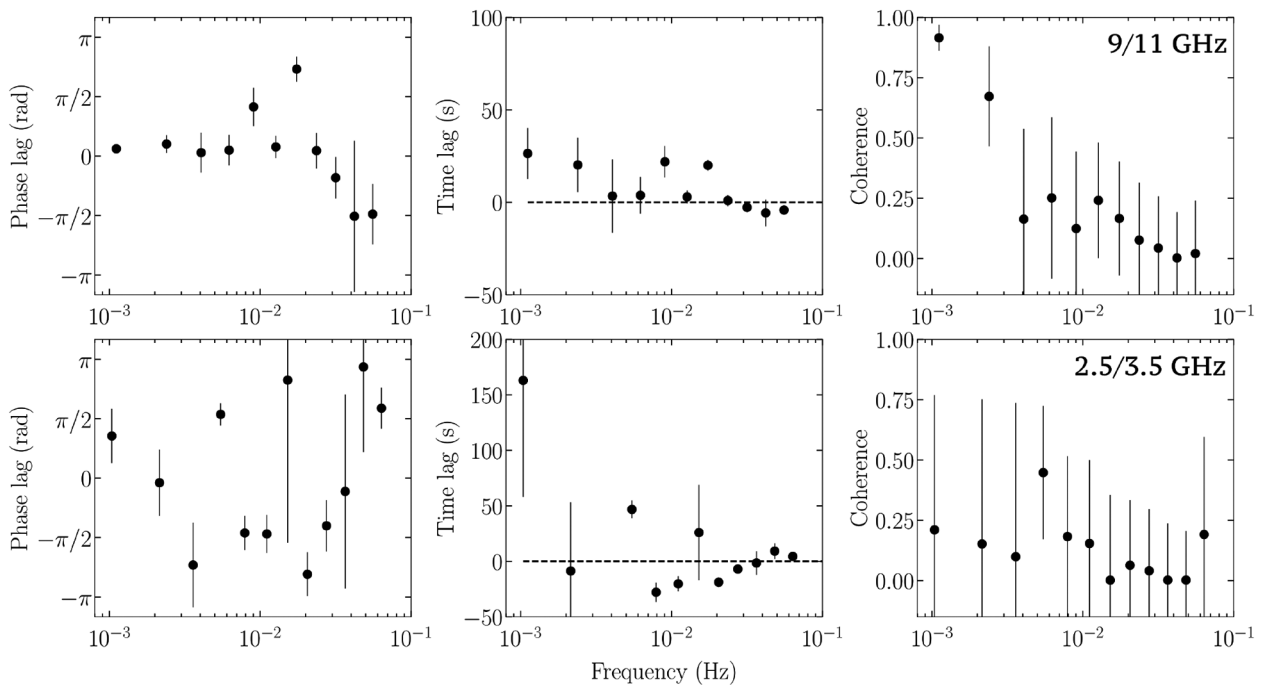 π
π/2
0
−π/2
−π
Phase lag (rad)
10⁻³ 10⁻² 10⁻¹
100
50
0
−50
Time lag (s)
10⁻³ 10⁻² 10⁻¹
1.00
0.75
0.50
0.25
0.00
Coherence
9/11 GHz
10⁻³ 10⁻² 10⁻¹
π
π/2
0
−π/2
−π
Phase lag (rad)
10⁻³ 10⁻² 10⁻¹
200
150
100
50
0
−50
Time lag (s)
10⁻³ 10⁻² 10⁻¹
Frequency (Hz)
1.00
0.75
0.50
0.25
0.00
Coherence
2.5/3.5 GHz
10⁻³ 10⁻² 10⁻¹